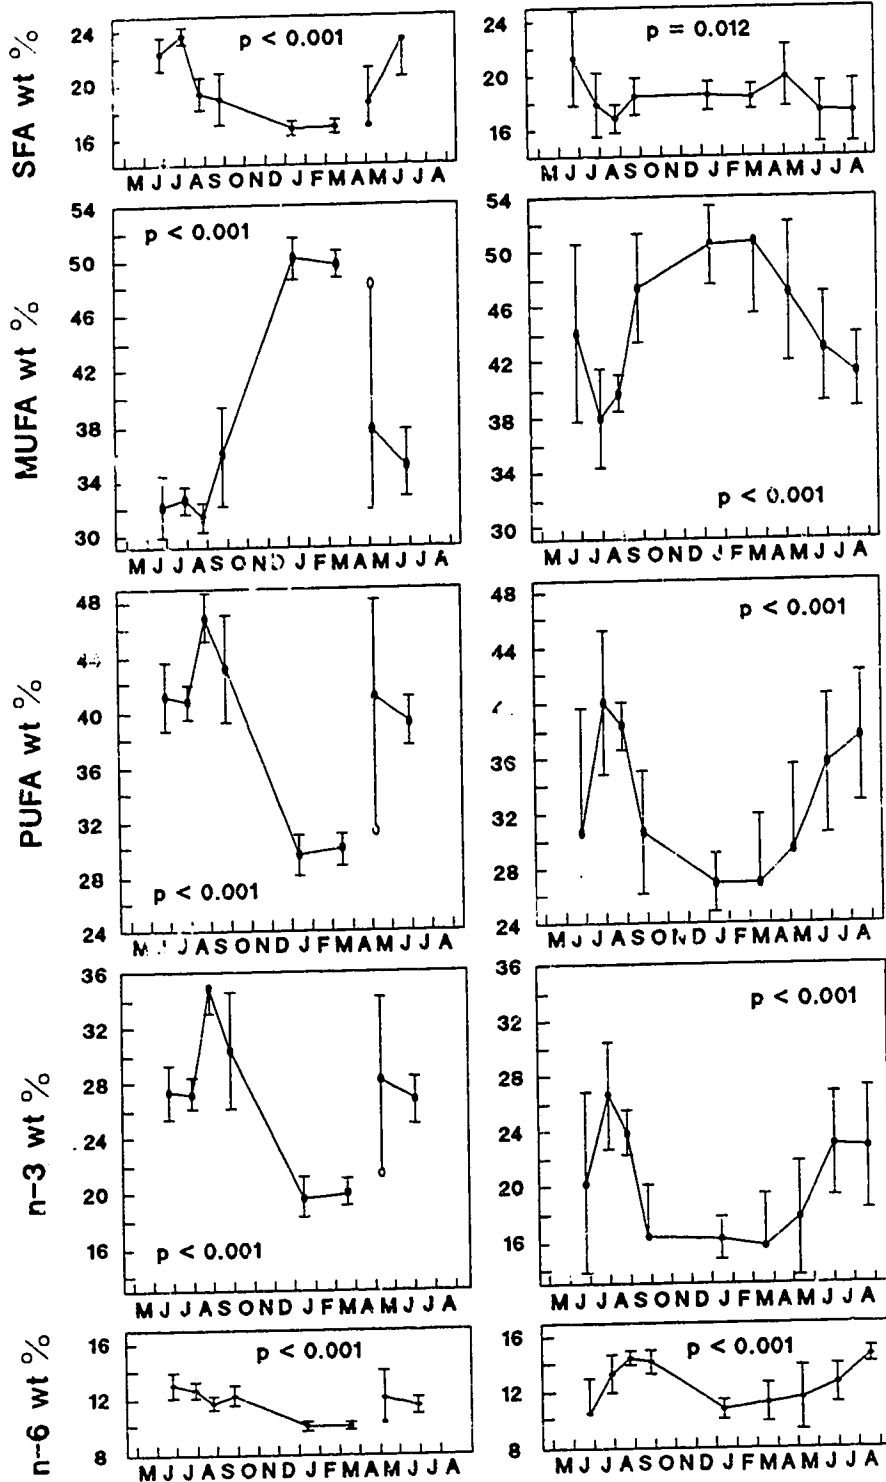 SFA wt %
24
20
16
p < 0.001
M J J A S O N D J F M A M J J A
24
20
16
p = 0.012
M J J A S O N D J F M A M J J A
MUFA wt %
54
50
46
42
38
34
30
p < 0.001
M J J A S O N D J F M A M J J A
54
50
46
42
38
34
30
p < 0.001
M J J A S O N D J F M A M J J A
PUFA wt %
48
44
40
36
32
28
24
p < 0.001
M J J A S O N D J F M A M J J A
48
44
36
32
28
24
p < 0.001
M J J A S O N D J F M A M J J A
n-3 wt %
36
32
28
24
20
16
p < 0.001
M J J A S O N D J F M A M J J A
36
32
28
24
20
16
p < 0.001
M J J A S O N D J F M A M J J A
n-6 wt %
16
12
8
p < 0.001
M J J A S O N D J F M A M J J A
16
12
8
p < 0.001
M J J A S O N D J F M A M J J A